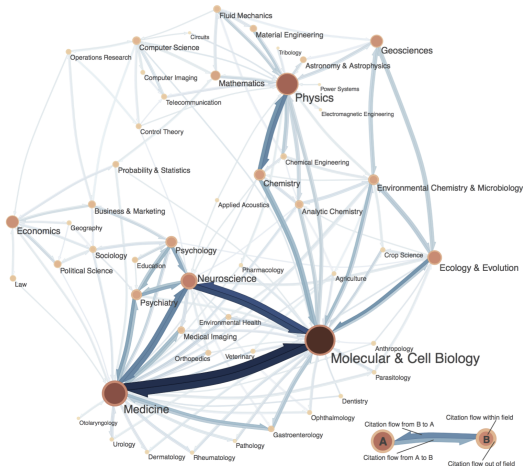 Fluid Mechanics
Circuits
Material Engineering
Computer Science
Geosciences
Tribology
Operations Research
Astronomy & Astrophysics
Computer Imaging
Mathematics
Power Systems
Physics
Telecommunication
Electromagnetic Engineering
Control Theory
Chemical Engineering
Probability & Statistics
Chemistry
Environmental Chemistry & Microbiology
Applied Acoustics
Analytic Chemistry
Business & Marketing
Geography
Economics
Psychology
Crop Science
Sociology
Education
Ecology & Evolution
Political Science
Pharmacology
Neuroscience
Agriculture
Law
Psychiatry
Environmental Health
Medical Imaging
Anthropology
Orthopedics
Veterinary
Molecular & Cell Biology
Parasitology
Dentistry
Medicine
Ophthalmology
Citation flow from B to A
Citation flow within field
Otolaryngology
Gastroenterology
A
B
Urology
Pathology
Citation flow from A to B
Dermatology
Rheumatology
Citation flow out of field